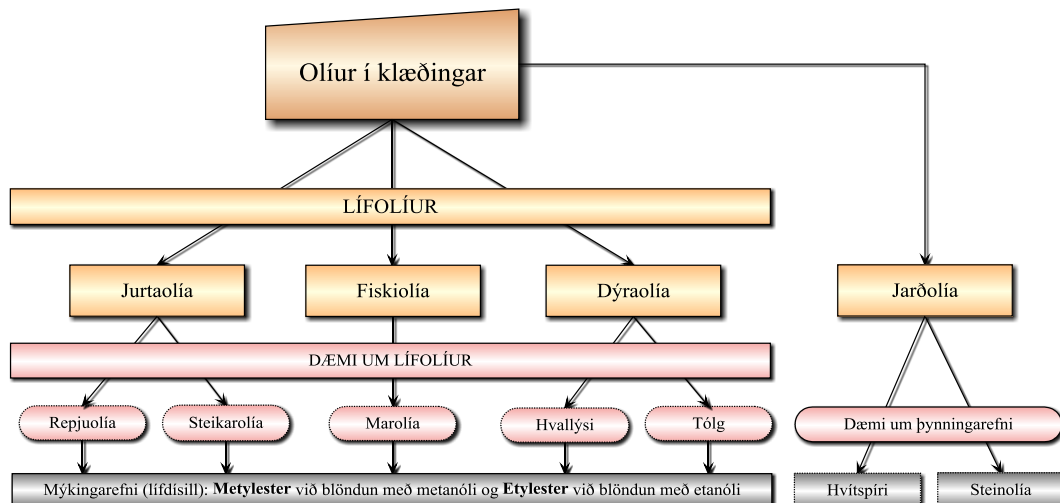 Olíur í klæðingar
LÍFOLÍUR
Jurtaolía
Fiskiolía
Dýraolía
Jarðolía
DÆMI UM LÍFOLÍUR
Repjuolía
Steikarolía
Marolía
Hvallýsi
Tólg
Dæmi um þynningarefni
Mýkingarefni (lífdísill): Metylester við blöndun með metanóli og Etylester við blöndun með etanóli
Hvítspíri
Steinolía